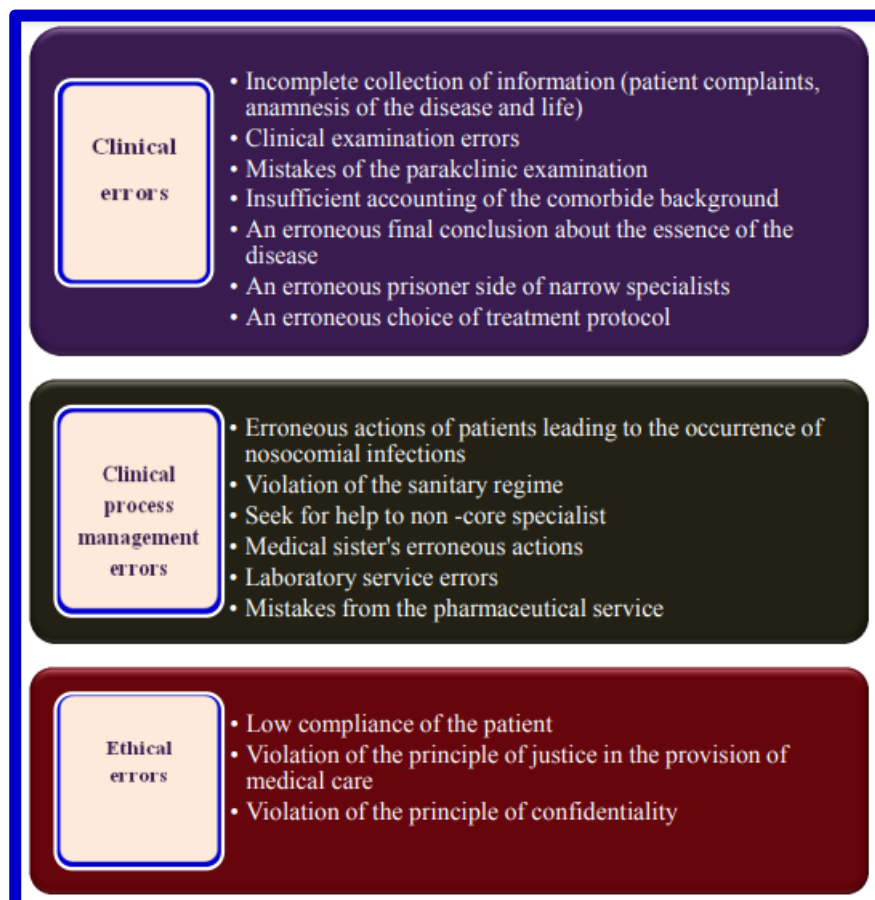 Clinical
errors
• Incomplete collection of information (patient complaints,
anamnesis of the disease and life)
• Clinical examination errors
• Mistakes of the parakclinic examination
• Insufficient accounting of the comorbide background
• An erroneous final conclusion about the essence of the
disease
• An erroneous prisoner side of narrow specialists
• An erroneous choice of treatment protocol
Clinical
process
management
errors
• Erroneous actions of patients leading to the occurrence of
nosocomial infections
• Violation of the sanitary regime
• Seek for help to non -core specialist
• Medical sister's erroneous actions
• Laboratory service errors
• Mistakes from the pharmaceutical service
Ethical
errors
• Low compliance of the patient
• Violation of the principle of justice in the provision of
medical care
• Violation of the principle of confidentiality